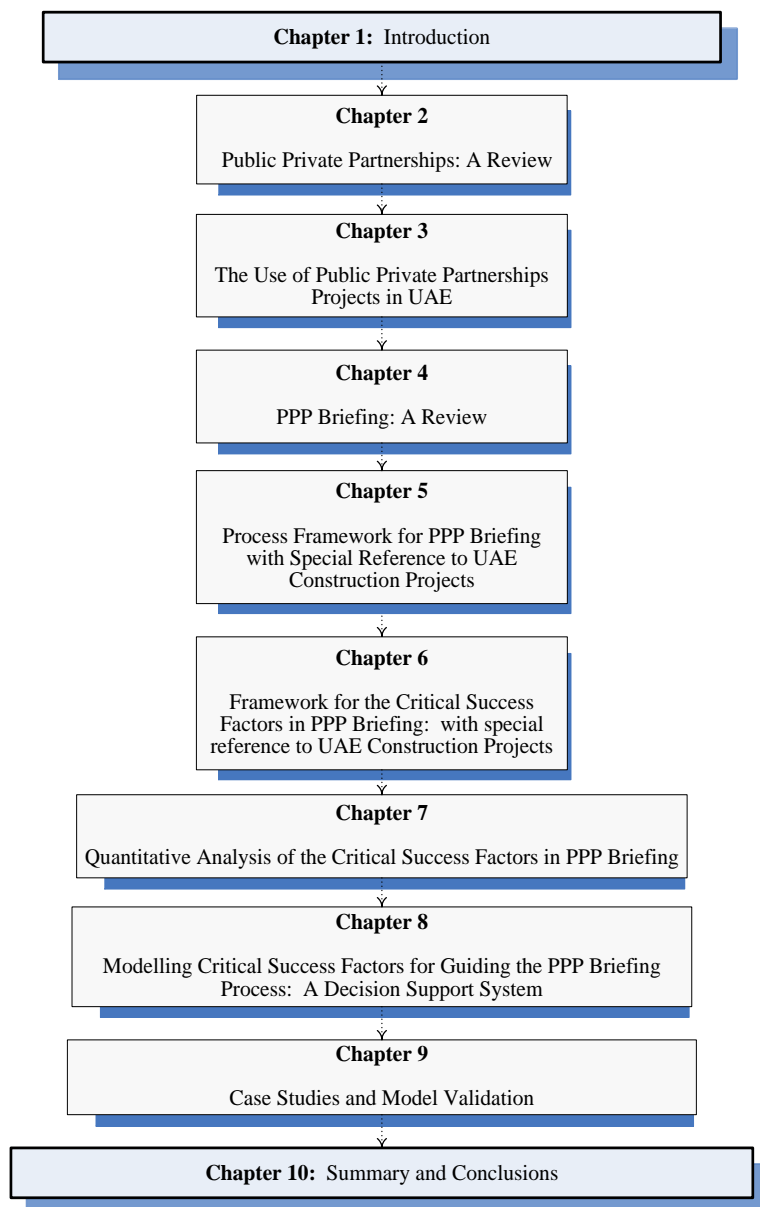 Chapter 1:  Introduction
Chapter 2
Public Private Partnerships: A Review
Chapter 3
The Use of Public Private Partnerships
Projects in UAE
Chapter 4
PPP Briefing: A Review
Chapter 5
Process Framework for PPP Briefing
with Special Reference to UAE
Construction Projects
Chapter 6
Framework for the Critical Success
Factors in PPP Briefing:  with special
reference to UAE Construction Projects
Chapter 7
Quantitative Analysis of the Critical Success Factors in PPP Briefing
Chapter 8
Modelling Critical Success Factors for Guiding the PPP Briefing
Process:  A Decision Support System
Chapter 9
Case Studies and Model Validation
Chapter 10:  Summary and Conclusions